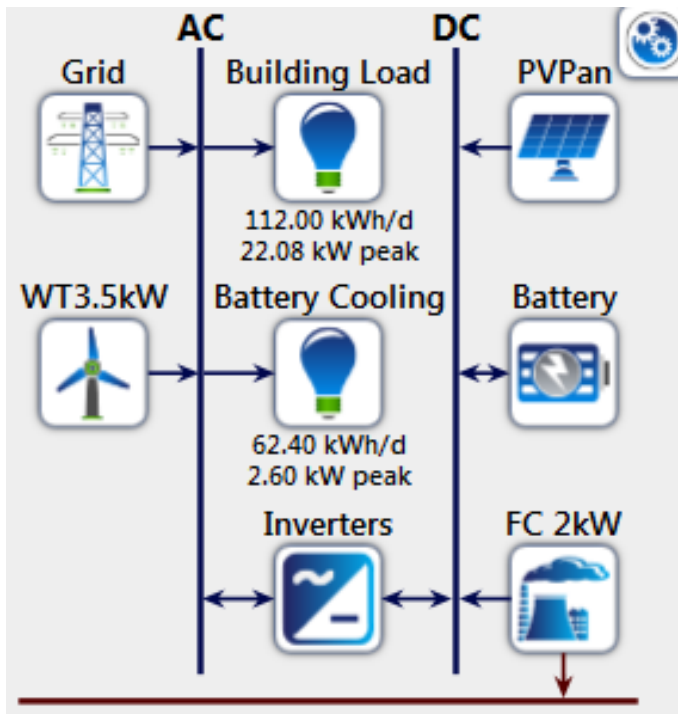 AC DC
Grid Building Load PVPan
112.00 kWh/d
22.08 kW peak
WT3.5kW Battery Cooling Battery
62.40 kWh/d
2.60 kW peak
Inverters FC 2kW